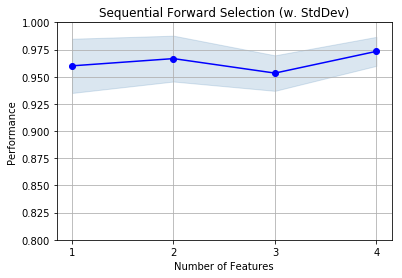 Sequential Forward Selection (w. StdDev)
1.000
0.975
0.950
0.925
0.900
0.875
0.850
0.825
0.800
Performance
1 2 3 4
Number of Features